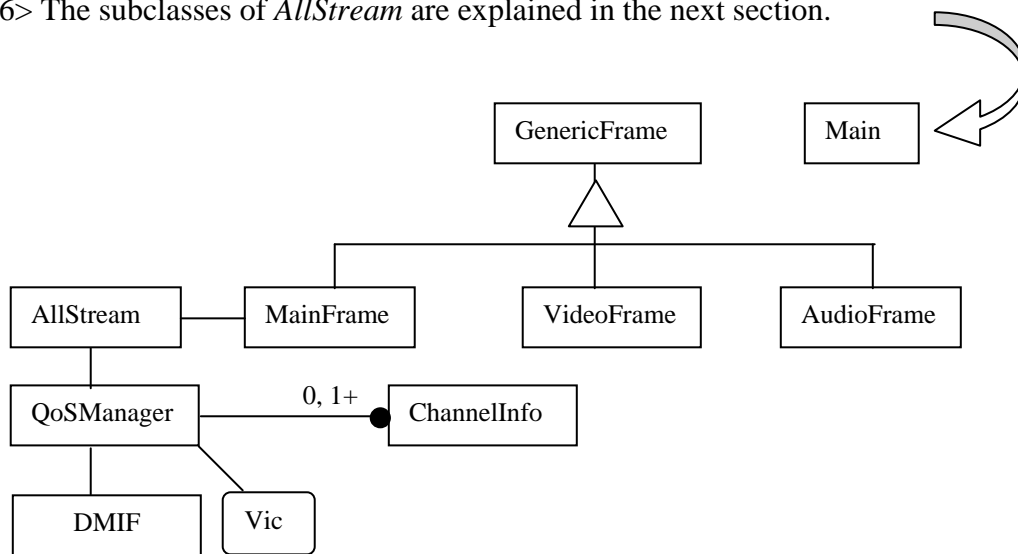 6> The subclasses of AllStream are explained in the next section.
GenericFrame
Main
AllStream
MainFrame
VideoFrame
AudioFrame
QoSManager
0, 1+
ChannelInfo
DMIF
Vic